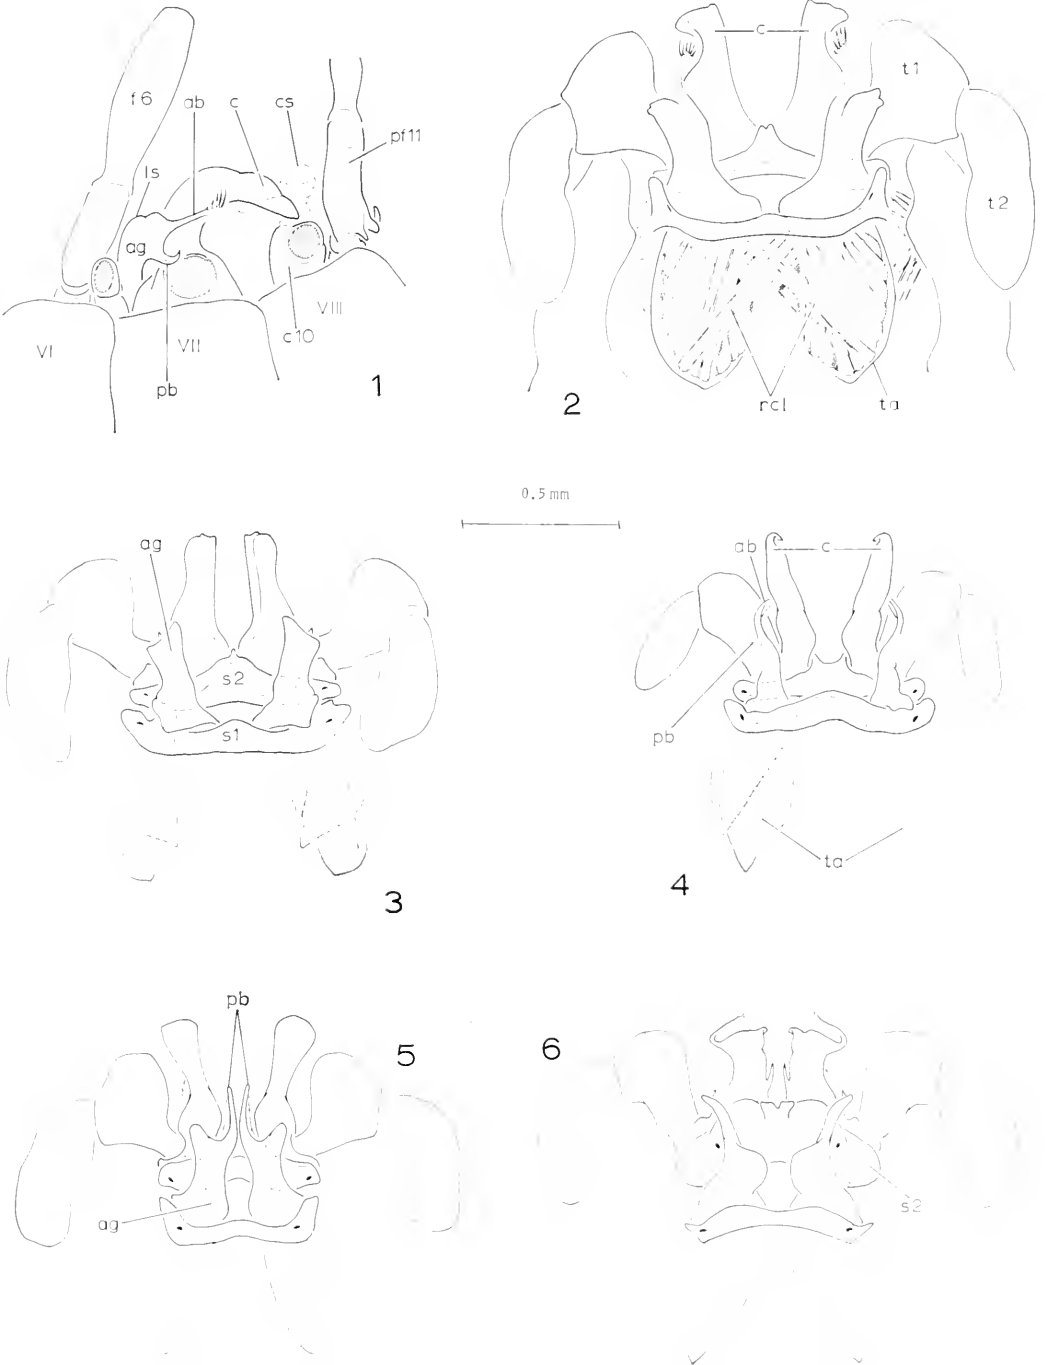 f6 ab c cs
ls pf11
ag
VI VII VIII
c10
pb
1
c
t1
t2
rcl ta
2
0.5 mm
ag
s2
s1
3
ab c
pb
ta
4
pb
5
ag
6
s2